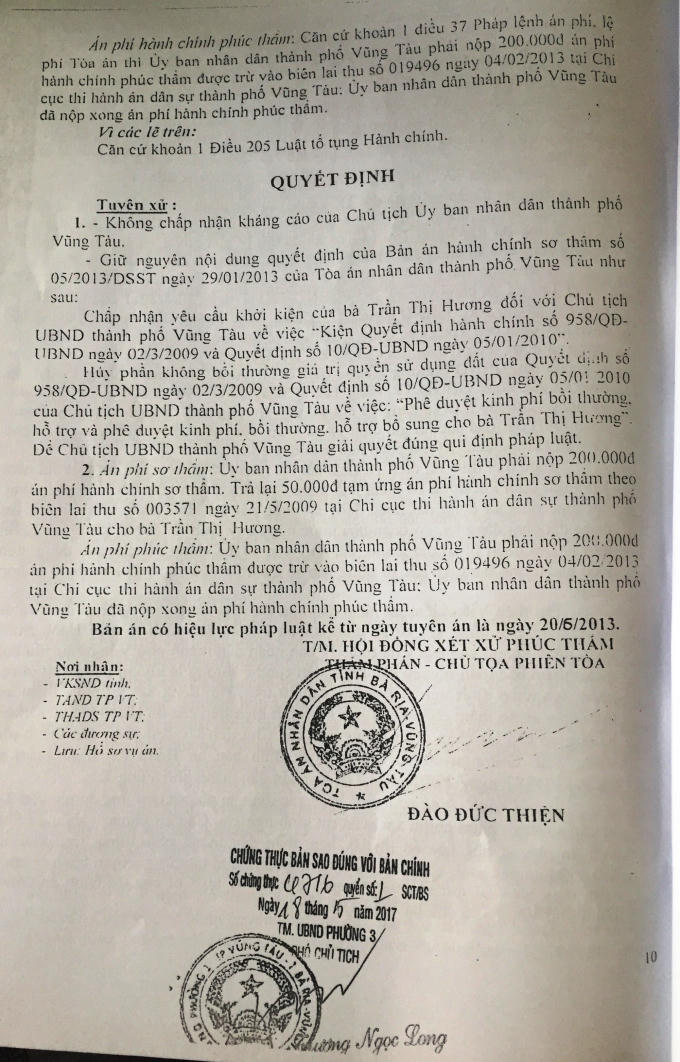 Án phí hành chính phúc thẩm: Căn cứ khoản 1 điều 37 Pháp lệnh án phí, lệ
phí Tòa án thì Ủy ban nhân dân thành phố Vũng Tàu phải nộp 200.000đ án phí
hành chính phúc thẩm được trừ vào biên lai thu số 019496 ngày 04/02/2013 tại Chi
cục thi hành án dân sự thành phố Vũng Tàu: Ủy ban nhân dân thành phố Vũng Tàu
đã nộp xong án phí hành chính phúc thẩm.
Vì các lẽ trên:
Căn cứ khoản 1 Điều 205 Luật tố tụng Hành chính.
QUYẾT ĐỊNH
Tuyên xử :
1. - Không chấp nhận kháng cáo của Chủ tịch Ủy ban nhân dân thành phố
Vũng Tàu.
- Giữ nguyên nội dung quyết định của Bản án hành chính sơ thẩm số
05/2013/DSST ngày 29/01/2013 của Tòa án nhân dân thành phố Vũng Tàu như
sau:
Chấp nhận yêu cầu khởi kiện của bà Trần Thị Hương đối với Chủ tịch
UBND thành phố Vũng Tàu về việc “Kiện Quyết định hành chính số 958/QĐ-
UBND ngày 02/3/2009 và Quyết định số 10/QĐ-UBND ngày 05/01/2010”.
Hủy phần không bồi thường giá trị quyền sử dụng đất của Quyết định số
958/QĐ-UBND ngày 02/3/2009 và Quyết định số 10/QĐ-UBND ngày 05/01 2010
của Chủ tịch UBND thành phố Vũng Tàu về việc: “Phê duyệt kinh phí bồi thường,
hỗ trợ và phê duyệt kinh phí, bồi thường, hỗ trợ bổ sung cho bà Trần Thị Hương”.
Để Chủ tịch UBND thành phố Vũng Tàu giải quyết đúng qui định pháp luật.
2. Án phí sơ thẩm: Ủy ban nhân dân thành phố Vũng Tàu phải nộp 200.000đ
án phí hành chính sơ thẩm. Trả lại 50.000đ tạm ứng án phí hành chính sơ thẩm theo
biên lai thu số 003571 ngày 21/5/2009 tại Chi cục thi hành án dân sự thành phố
Vũng Tàu cho bà Trần Thị Hương.
Án phí phúc thẩm: Ủy ban nhân dân thành phố Vũng Tàu phải nộp 200.000đ
án phí hành chính phúc thẩm được trừ vào biên lai thu số 019496 ngày 04/02/2013
tại Chi cục thi hành án dân sự thành phố Vũng Tàu: Ủy ban nhân dân thành phố
Vũng Tàu đã nộp xong án phí hành chính phúc thẩm.
Bản án có hiệu lực pháp luật kể từ ngày tuyên án là ngày 20/6/2013.
T/M. HỘI ĐỒNG XÉT XỬ PHÚC THẨM
THẨM PHÁN - CHỦ TỌA PHIÊN TÒA
Nơi nhận:
- VKSND tỉnh;
- TAND TP VT;
- THADS TP VT;
- Các đương sự;
- Lưu: Hồ sơ vụ án.
TÒA ÁN NHÂN DÂN TỈNH BÀ RỊA-VŨNG TÀU
ĐÀO ĐỨC THIỆN
CHỨNG THỰC BẢN SAO ĐÚNG VỚI BẢN CHÍNH
Số chứng thực quyển số: 1 SCT/BS
Ngày 18 tháng 5 năm 2017
TM. UBND PHƯỜNG 3
PHÓ CHỦ TỊCH
TP VŨNG TÀU - T BÀ RỊA-VŨNG
10
Ngọc Long